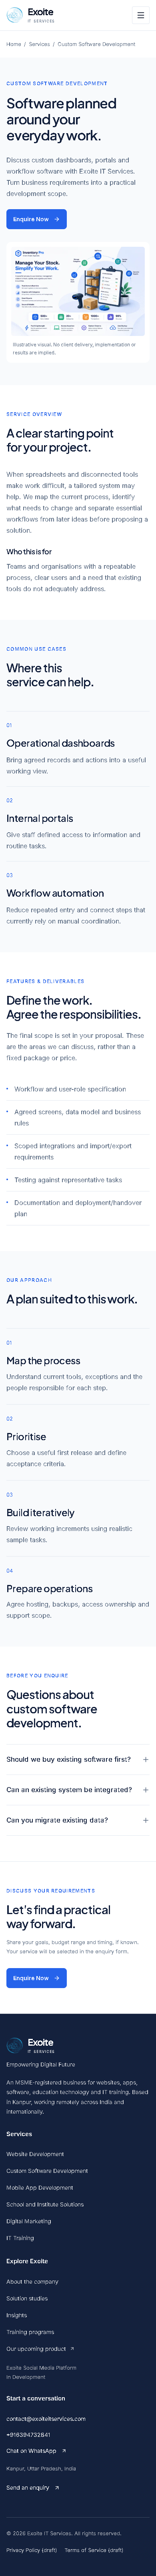 Exoite
IT SERVICES
Home / Services / Custom Software Development
CUSTOM SOFTWARE DEVELOPMENT
Software planned
around your
everyday work.
Discuss custom dashboards, portals and
workflow software with Exoite IT Services.
Turn business requirements into a practical
development scope.
Enquire Now →
Inventory Pro
Manage Your Stock.
Simplify Your Work.
Illustrative visual. No client delivery, implementation or
results are implied.
SERVICE OVERVIEW
A clear starting point
for your project.
When spreadsheets and disconnected tools
make work difficult, a tailored system may
help. We map the current process, identify
what needs to change and separate essential
workflows from later ideas before proposing a
solution.
Who this is for
Teams and organisations with a repeatable
process, clear users and a need that existing
tools do not adequately address.
COMMON USE CASES
Where this
service can help.
01
Operational dashboards
Bring agreed records and actions into a useful
working view.
02
Internal portals
Give staff defined access to information and
routine tasks.
03
Workflow automation
Reduce repeated entry and connect steps that
currently rely on manual coordination.
FEATURES & DELIVERABLES
Define the work.
Agree the responsibilities.
The final scope is set in your proposal. These
are the areas we can discuss, rather than a
fixed package or price.
• Workflow and user-role specification
• Agreed screens, data model and business
rules
• Scoped integrations and import/export
requirements
• Testing against representative tasks
• Documentation and deployment/handover
plan
OUR APPROACH
A plan suited to this work.
01
Map the process
Understand current tools, exceptions and the
people responsible for each step.
02
Prioritise
Choose a useful first release and define
acceptance criteria.
03
Build iteratively
Review working increments using realistic
sample tasks.
04
Prepare operations
Agree hosting, backups, access ownership and
support scope.
BEFORE YOU ENQUIRE
Questions about
custom software
development.
Should we buy existing software first? +
Can an existing system be integrated? +
Can you migrate existing data? +
DISCUSS YOUR REQUIREMENTS
Let's find a practical
way forward.
Share your goals, budget range and timing, if known.
Your service will be selected in the enquiry form.
Enquire Now →
Exoite
IT SERVICES
Empowering Digital Future
An MSME-registered business for websites, apps,
software, education technology and IT training. Based
in Kanpur, working remotely across India and
internationally.
Services
Website Development
Custom Software Development
Mobile App Development
School and Institute Solutions
Digital Marketing
IT Training
Explore Exoite
About the company
Solution studies
Insights
Training programs
Our upcoming product ↗
Exoite Social Media Platform
In Development
Start a conversation
contact@exoiteitservices.com
+916394732841
Chat on WhatsApp ↗
Kanpur, Uttar Pradesh, India
Send an enquiry ↗
© 2026 Exoite IT Services. All rights reserved.
Privacy Policy (draft) Terms of Service (draft)